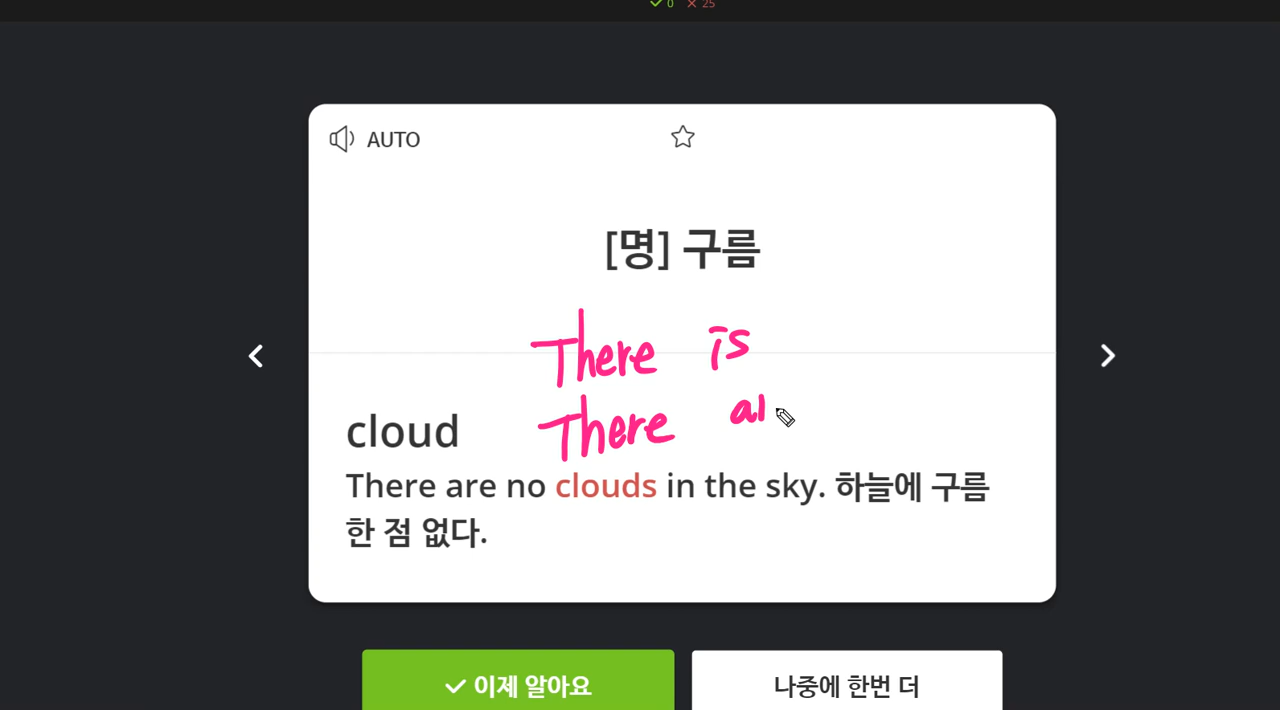 0 25
AUTO
[명] 구름
There is
There
cloud
There are no clouds in the sky. 하늘에 구름
한 점 없다.
이제 알아요
나중에 한번 더